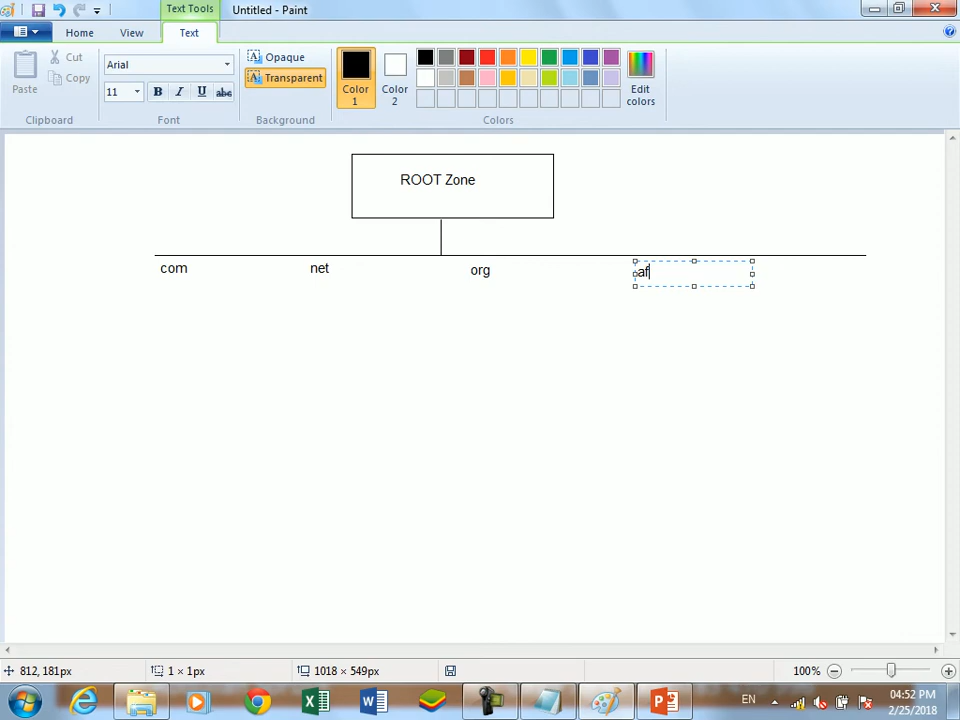 Text Tools
Untitled - Paint
Home
View
Text
Paste
Cut
Copy
Clipboard
Arial
11
B
I
U
abc
Font
Opaque
Transparent
Background
Color
1
Color
2
Edit
colors
Colors
ROOT Zone
com
net
org
af
812, 181px
1 × 1px
1018 × 549px
100%
EN
04:52 PM
2/25/2018